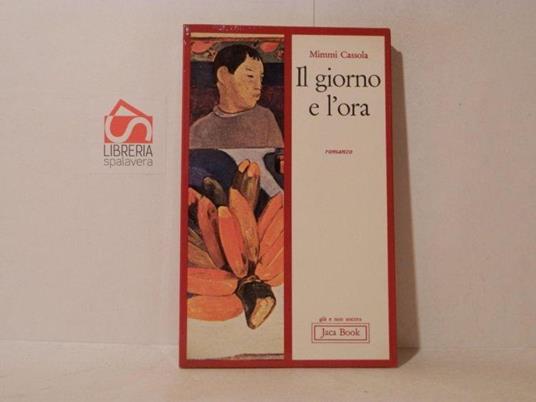 LIBRERIA
spalavera
Mimmi Cassola
Il giorno
e l'ora
romanzo
già e non ancora
Jaca Book